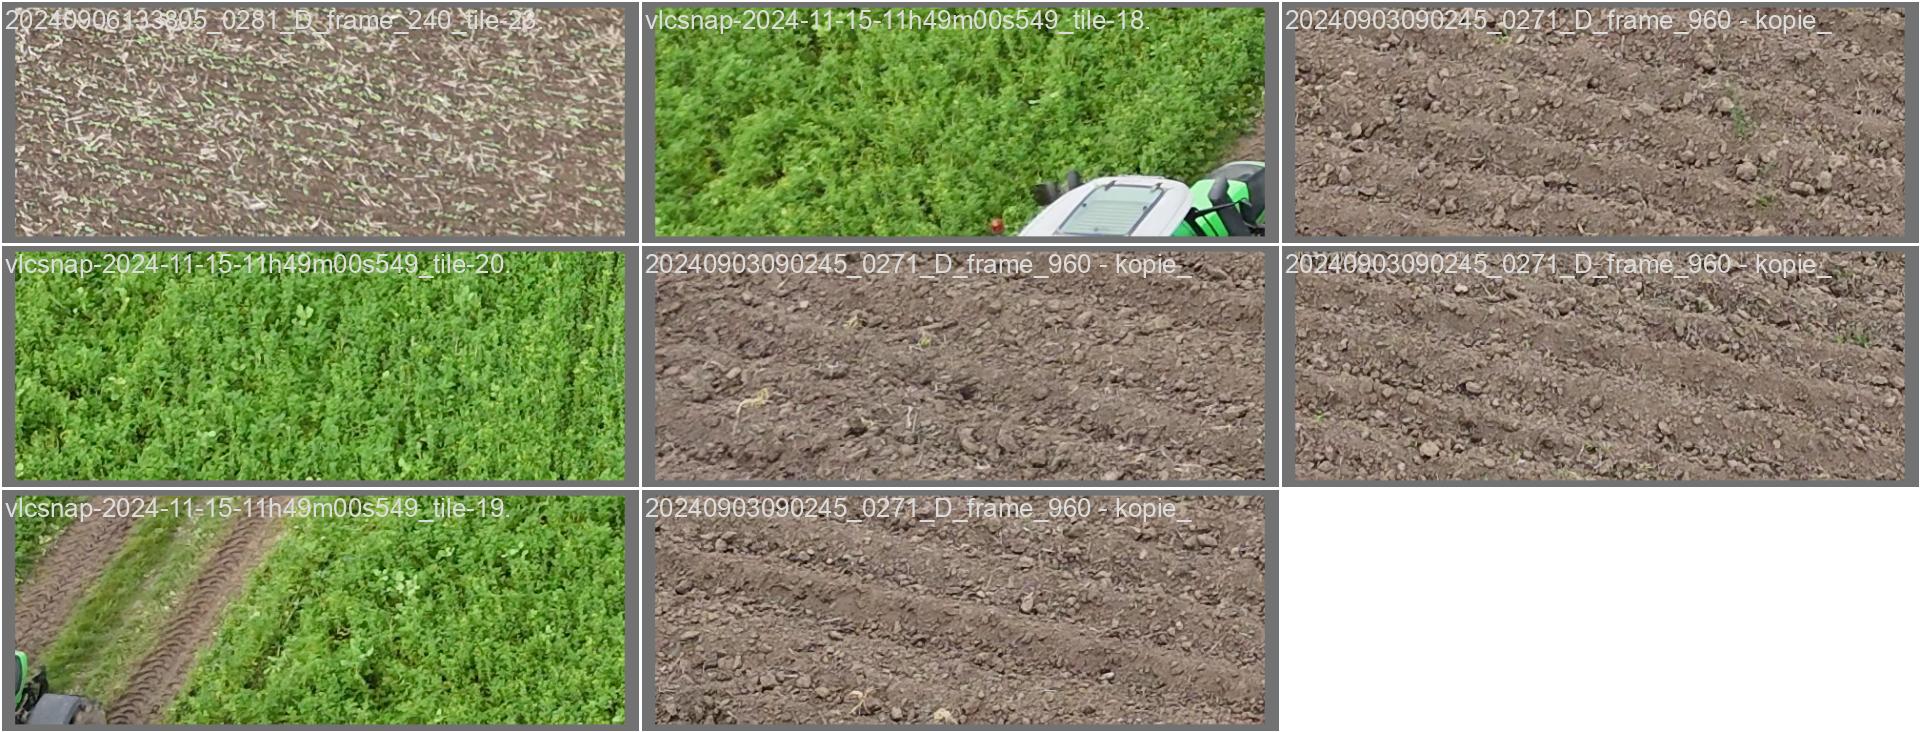 20240906133805_0281_D_frame_240_tile-23.
vlcsnap-2024-11-15-11h49m00s549_tile-18.
20240903090245_0271_D_frame_960 - kopie_
vlcsnap-2024-11-15-11h49m00s549_tile-20.
20240903090245_0271_D_frame_960 - kopie_
20240903090245_0271_D_frame_960 - kopie_
vlcsnap-2024-11-15-11h49m00s549_tile-19.
20240903090245_0271_D_frame_960 - kopie_